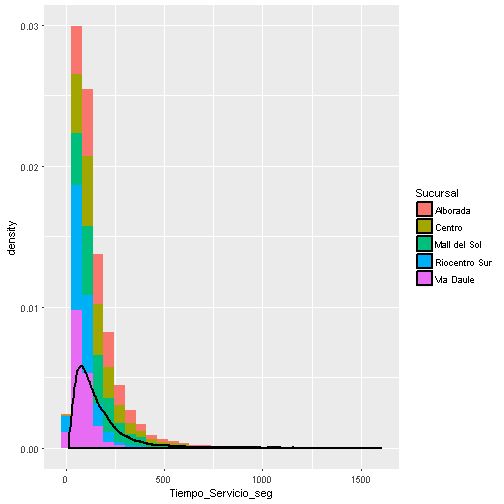 0.03
0.02
0.01
0.00
density
0
500
1000
1500
Tiempo_Servicio_seg
Sucursal
Alborada
Centro
Mall del Sol
Riocentro Sur
Via Daule